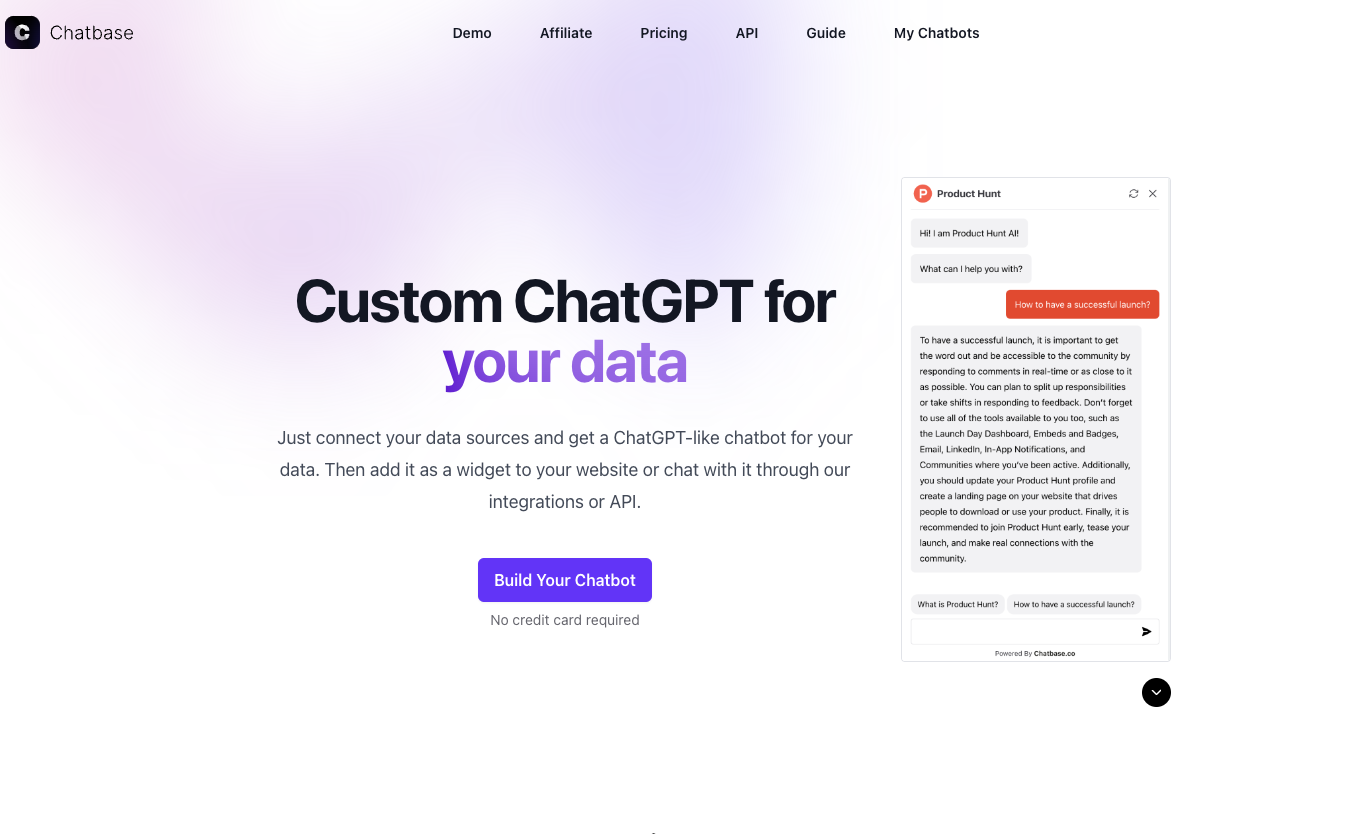 C Chatbase
Demo Affiliate Pricing API Guide My Chatbots
Custom ChatGPT for
your data
Just connect your data sources and get a ChatGPT-like chatbot for your
data. Then add it as a widget to your website or chat with it through our
integrations or API.
Build Your Chatbot
No credit card required
P Product Hunt
Hi! I am Product Hunt AI!
What can I help you with?
How to have a successful launch?
To have a successful launch, it is important to get
the word out and be accessible to the community by
responding to comments in real-time or as close to it
as possible. You can plan to split up responsibilities
or take shifts in responding to feedback. Don't forget
to use all of the tools available to you too, such as
the Launch Day Dashboard, Embeds and Badges,
Email, LinkedIn, In-App Notifications, and
Communities where you've been active. Additionally,
you should update your Product Hunt profile and
create a landing page on your website that drives
people to download or use your product. Finally, it is
recommended to join Product Hunt early, tease your
launch, and make real connections with the
community.
What is Product Hunt? How to have a successful launch?
Powered By Chatbase.co